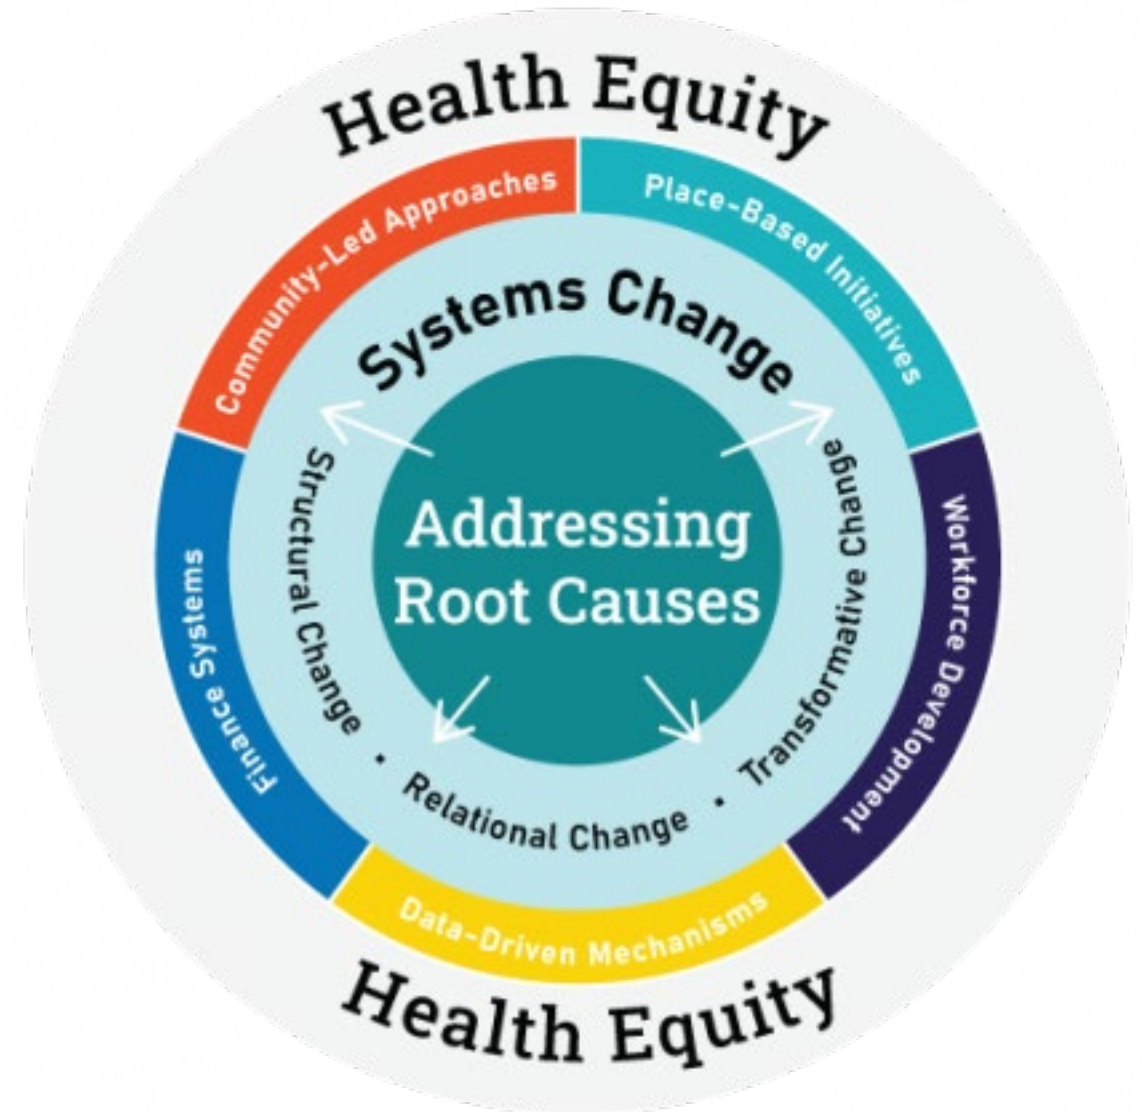 Health Equity
Community-Led Approaches
Place-Based Initiatives
Systems Change
Addressing
Root Causes
Structural Change · Relational Change · Transformative Change
Finance Systems
Workforce Development
Data-Driven Mechanisms
Health Equity